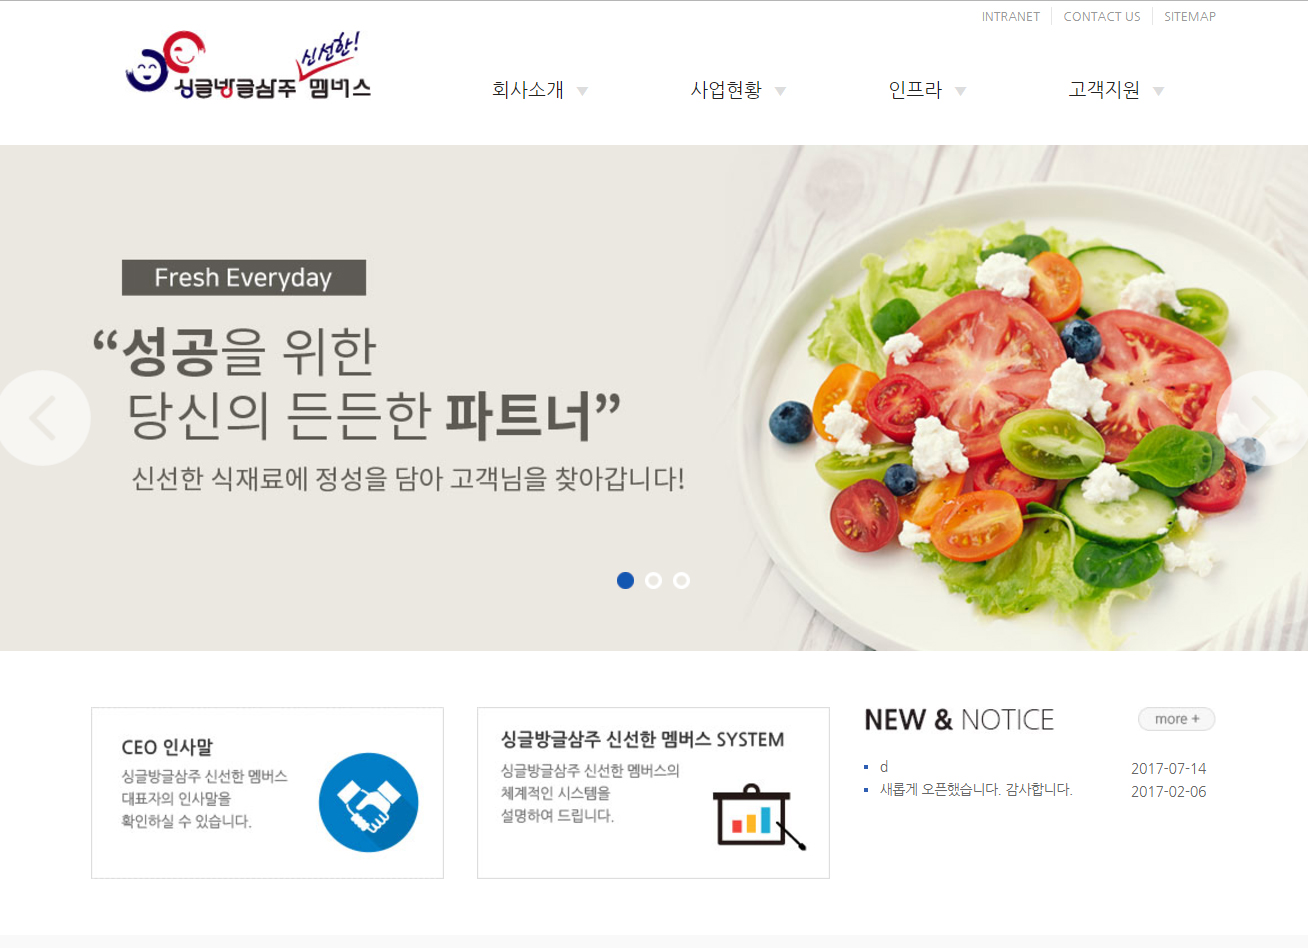 INTRANET CONTACT US SITEMAP
신선한!
싱글방글삼주 멤버스
회사소개 사업현황 인프라 고객지원
Fresh Everyday
“성공을 위한
당신의 든든한 파트너”
신선한 식재료에 정성을 담아 고객님을 찾아갑니다!
CEO 인사말
싱글방글삼주 신선한 멤버스
대표자의 인사말을
확인하실 수 있습니다.
싱글방글삼주 신선한 멤버스 SYSTEM
싱글방글삼주 신선한 멤버스의
체계적인 시스템을
설명하여 드립니다.
NEW & NOTICE more +
d 2017-07-14
새롭게 오픈했습니다. 감사합니다. 2017-02-06